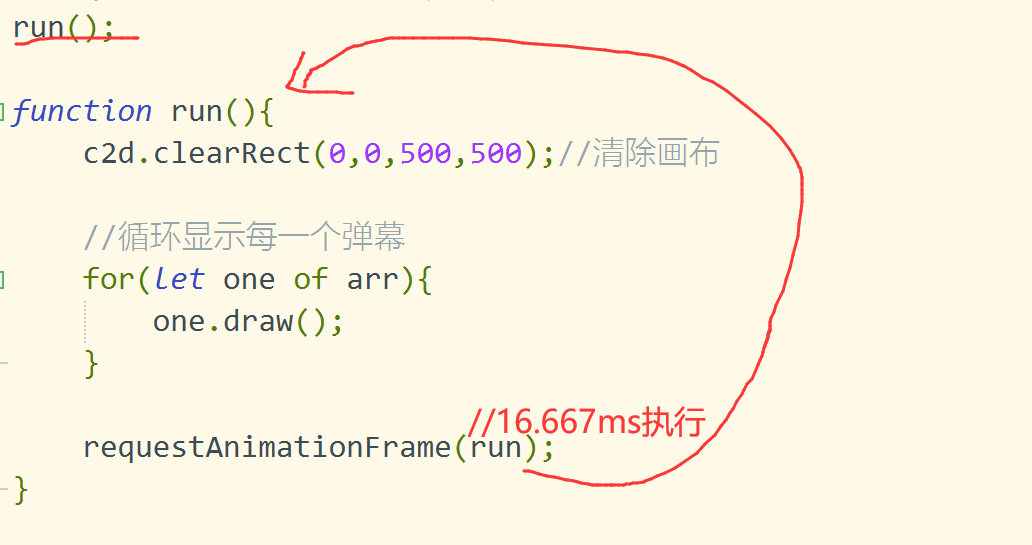 run();
function run(){
c2d.clearRect(0,0,500,500);//清除画布
//循环显示每一个弹幕
for(let one of arr){
one.draw();
}
//16.667ms执行
requestAnimationFrame(run);
}